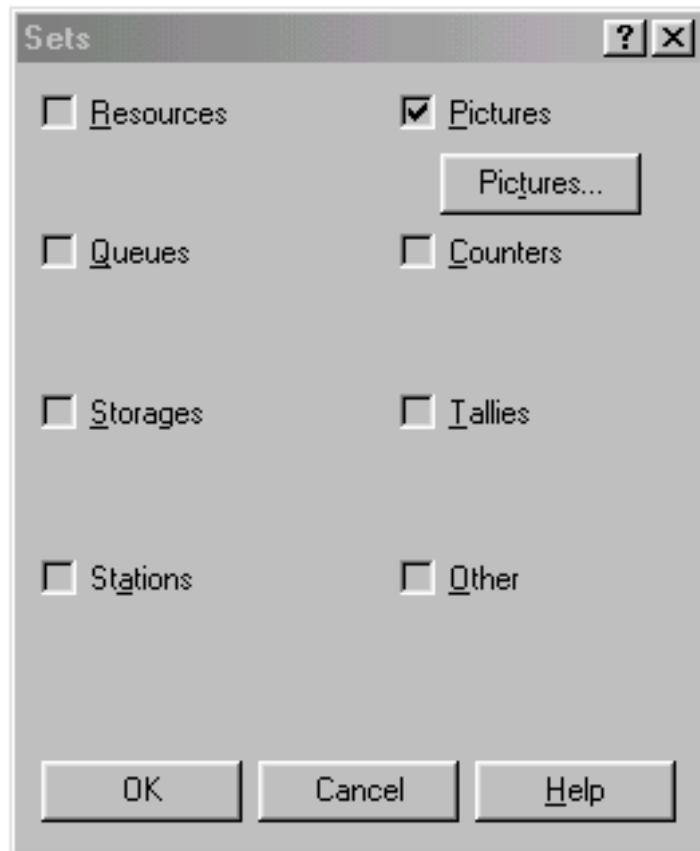 Sets
Resources
Pictures
Pictures...
Queues
Counters
Storages
Tallies
Stations
Other
OK
Cancel
Help